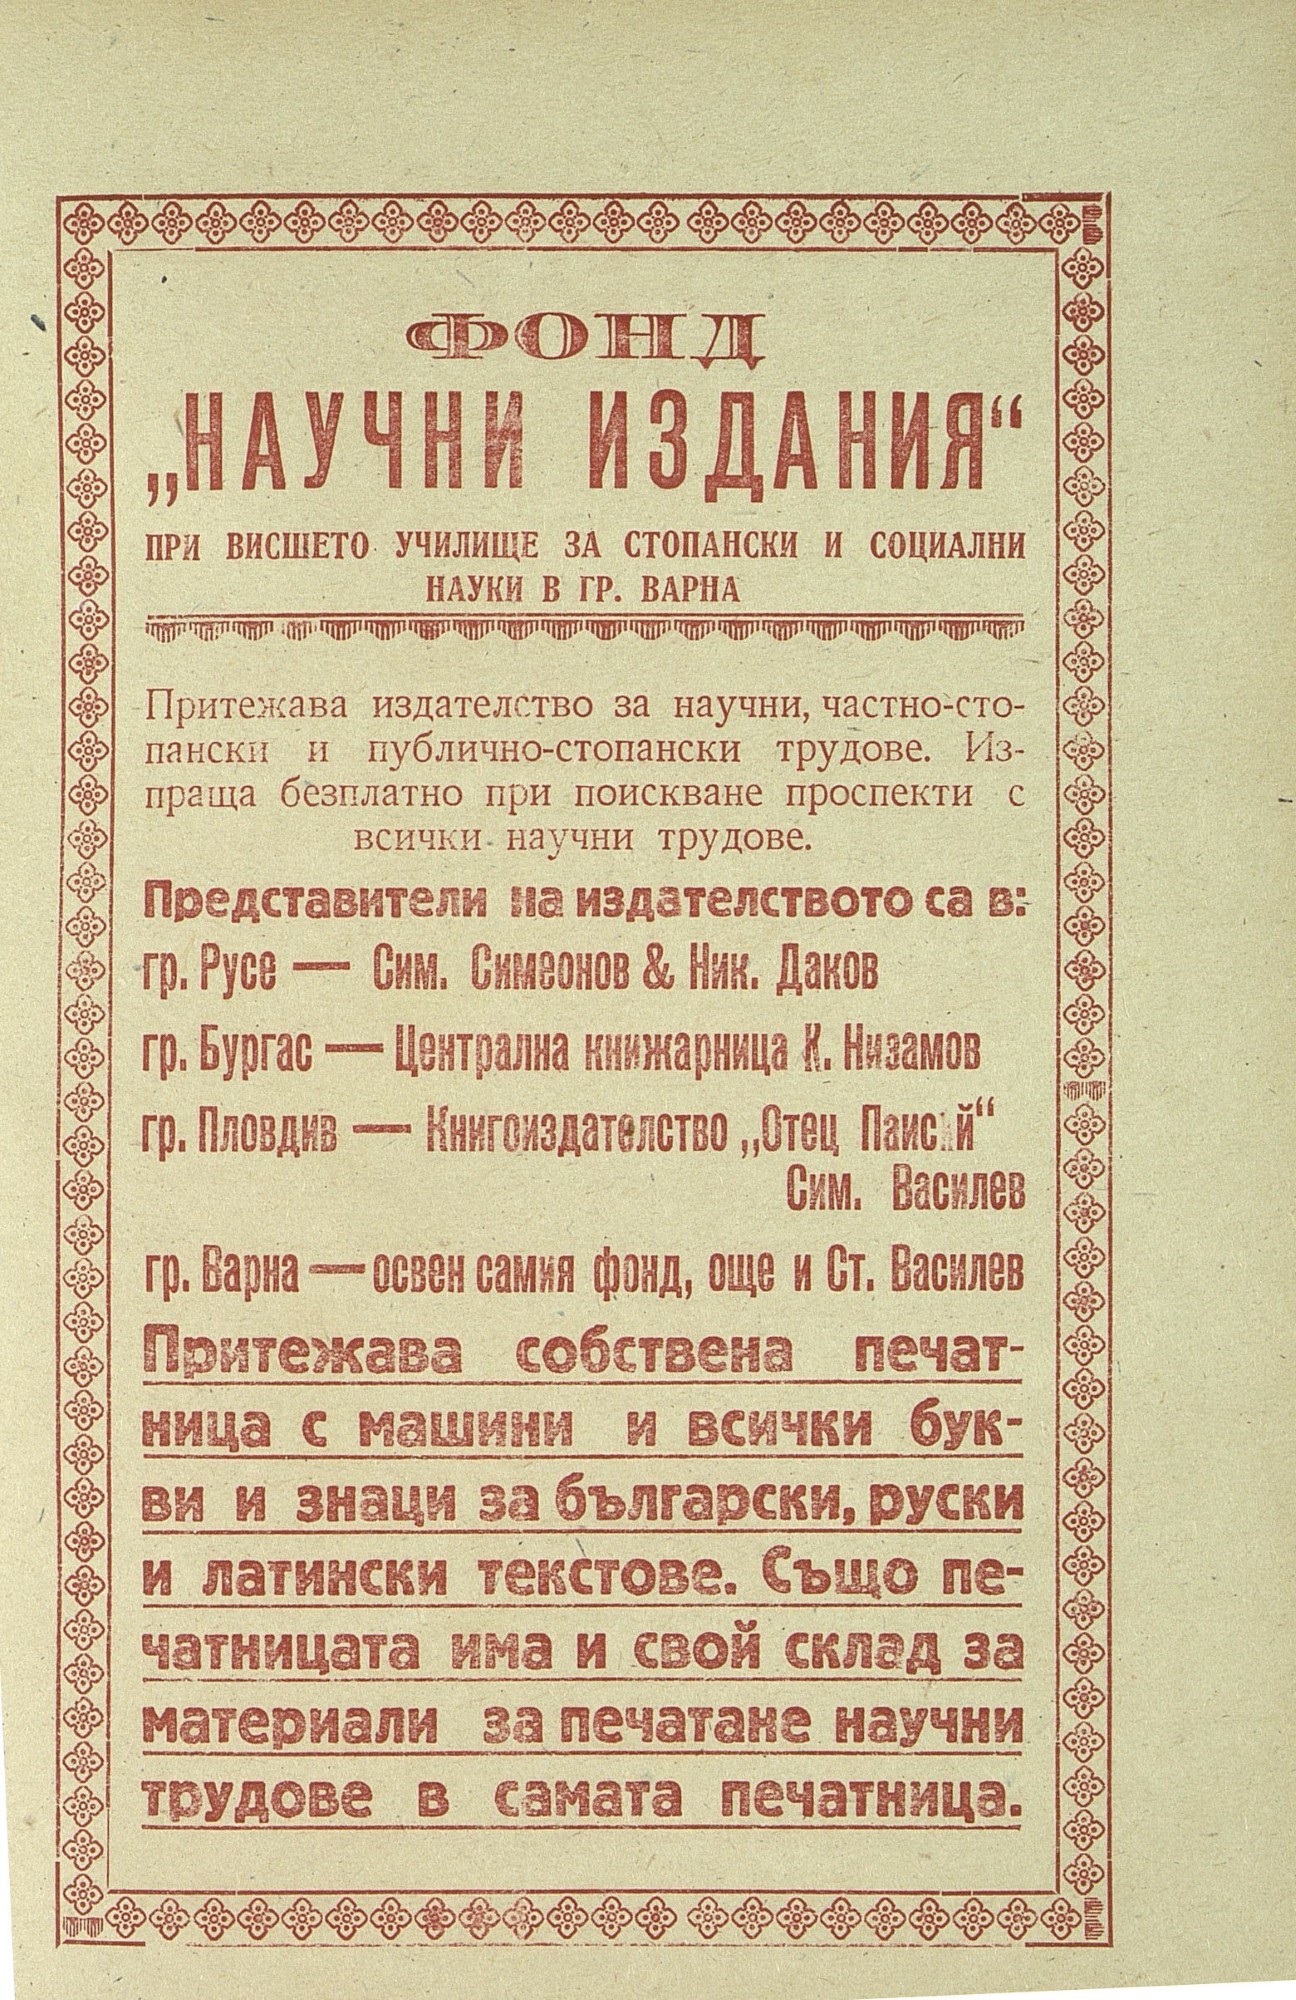 ФОНД
„НАУЧНИ ИЗДАНИЯ“
ПРИ ВИСШЕТО УЧИЛИЩЕ ЗА СТОПАНСКИ И СОЦИАЛНИ
НАУКИ В ГР. ВАРНА
Притежава издателство за научни, частно-сто-
пански и публично-стопански трудове. Из-
праща безплатно при поискване проспекти с
всички научни трудове.
Представители на издателството са в:
гр. Русе — Сим. Симеонов & Ник. Даков
гр. Бургас — Централна книжарница К. Низамов
гр. Пловдив — Книгоиздателство „Отец Паисий“
Сим. Василев
гр. Варна — освен самия фонд, още и Ст. Василев
Притежава собствена печат-
ница с машини и всички бук-
ви и знаци за български, руски
и латински текстове. Също пе-
чатницата има и свой склад за
материали за печатане научни
трудове в самата печатница.